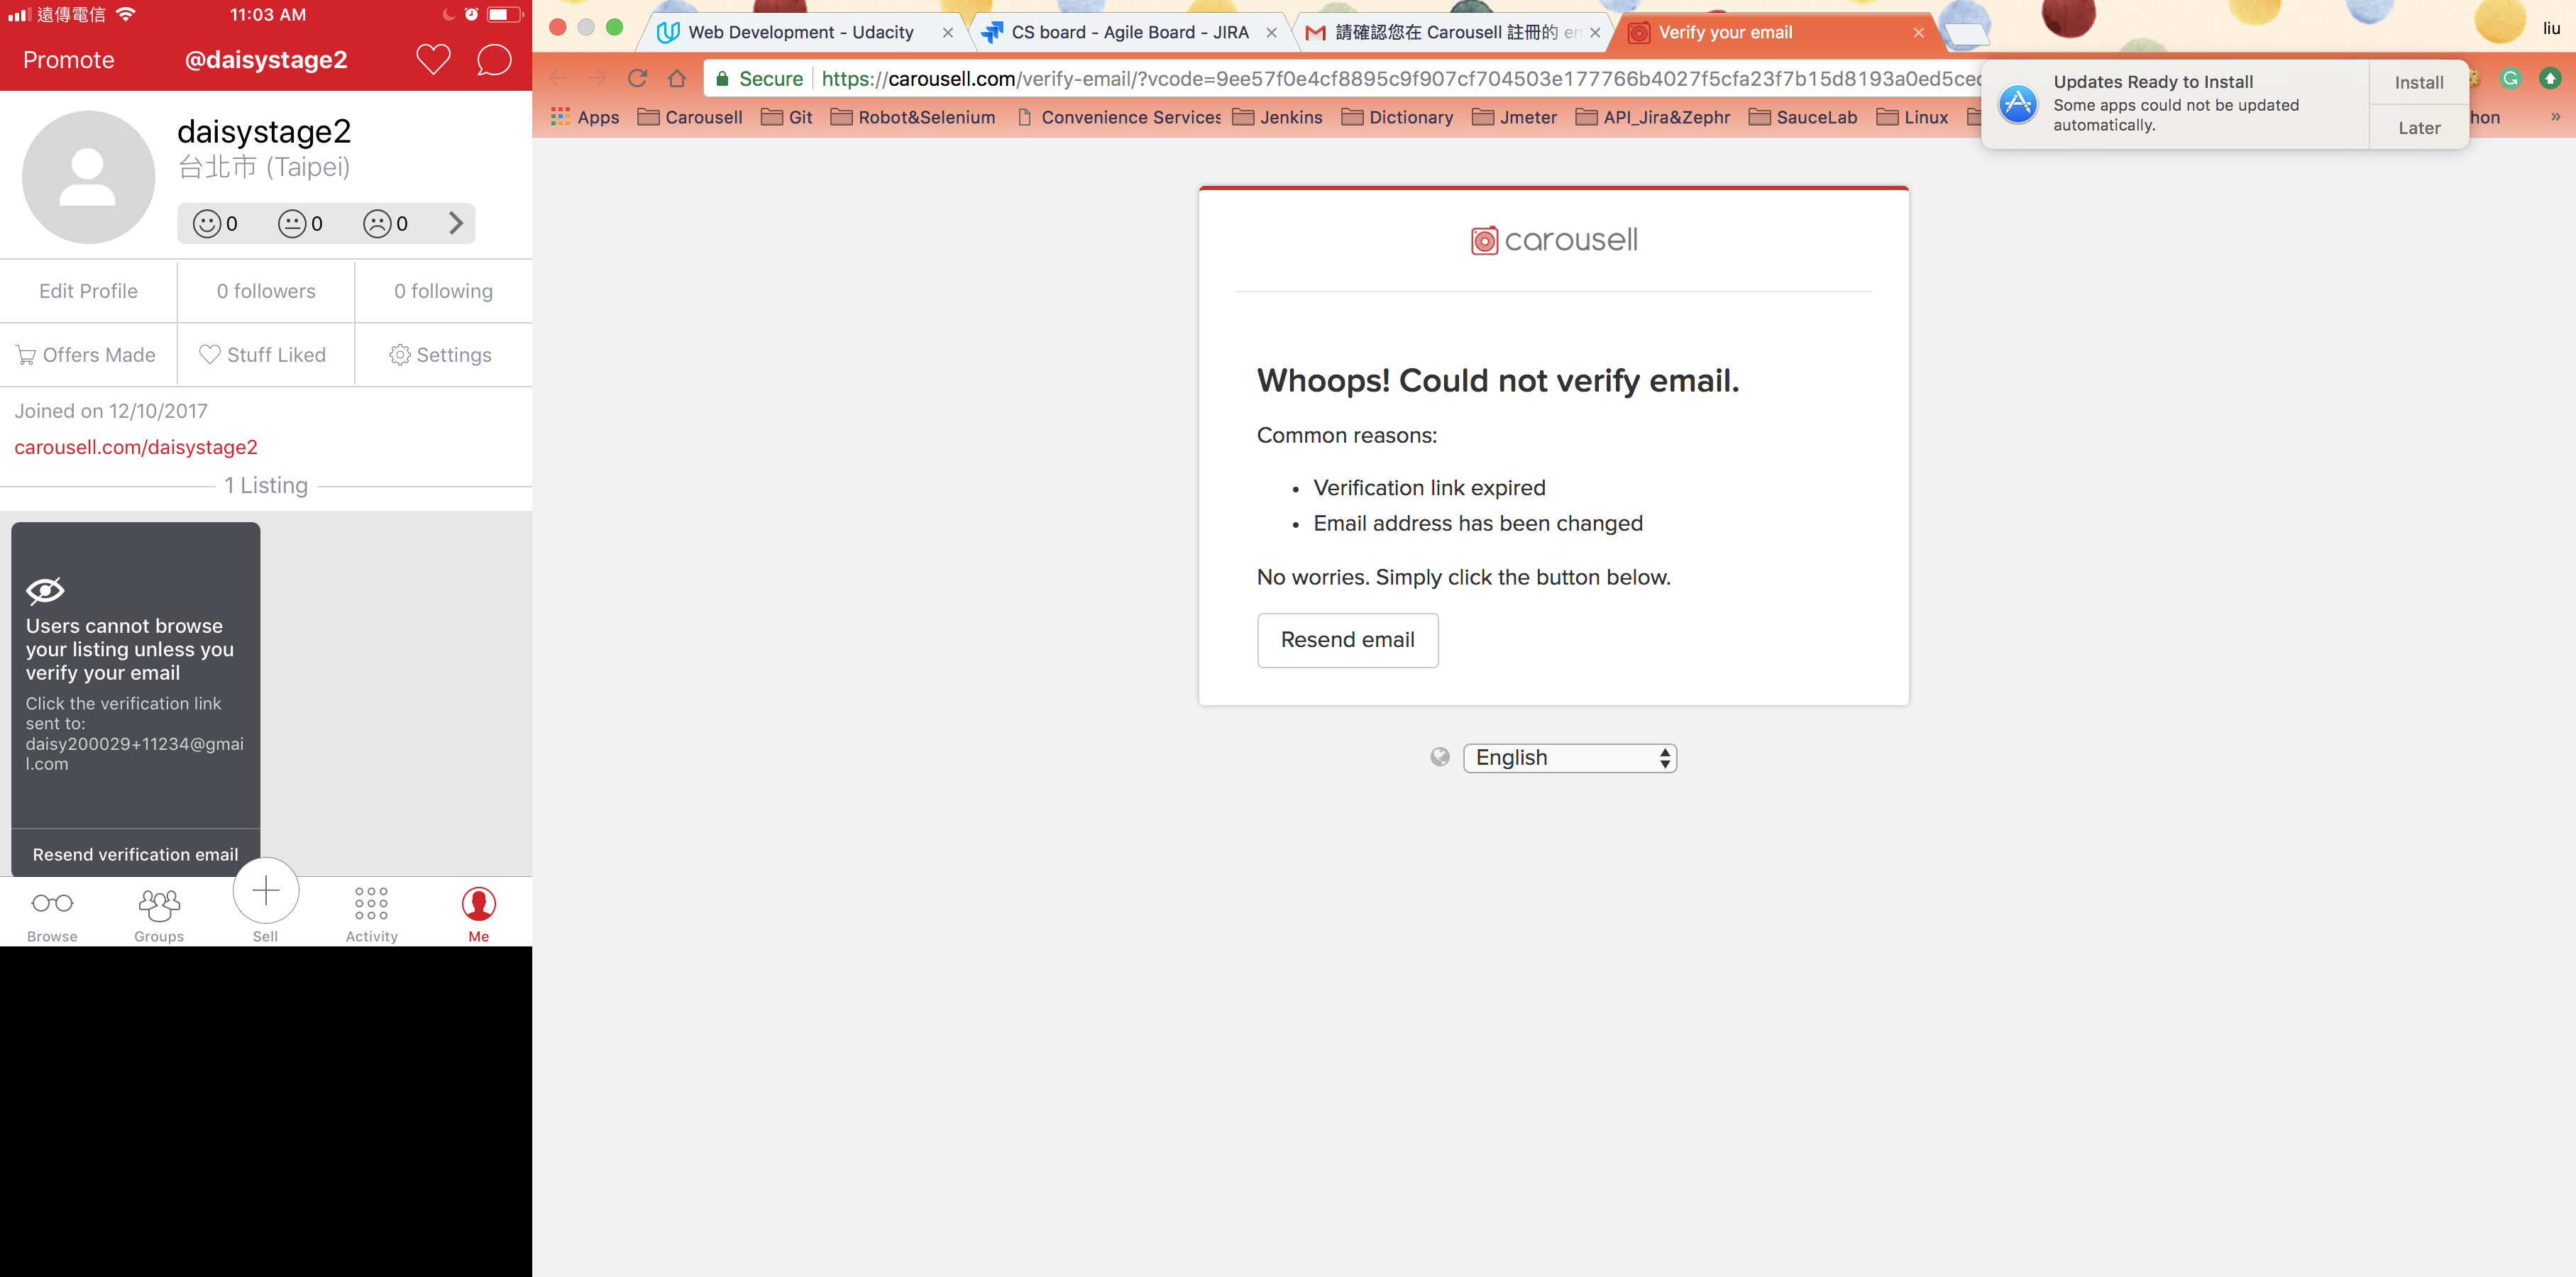 遠傳電信
11:03 AM
Promote
@daisystage2
daisystage2
台北市 (Taipei)
0
0
0
Edit Profile
0 followers
0 following
Offers Made
Stuff Liked
Settings
Joined on 12/10/2017
carousell.com/daisystage2
1 Listing
Users cannot browse
your listing unless you
verify your email
Click the verification link
sent to:
daisy200029+11234@gmai
l.com
Resend verification email
Browse
Groups
Sell
Activity
Me
Web Development - Udacity
CS board - Agile Board - JIRA
請確認您在 Carousell 註冊的 en
Verify your email
liu
Secure
https://carousell.com/verify-email/?vcode=9ee57f0e4cf8895c9f907cf704503e177766b4027f5cfa23f7b15d8193a0ed5cec
Apps
Carousell
Git
Robot&Selenium
Convenience Services
Jenkins
Dictionary
Jmeter
API_Jira&Zephr
SauceLab
Linux
hon
»
Updates Ready to Install
Some apps could not be updated
automatically.
Install
Later
carousell
Whoops! Could not verify email.
Common reasons:
• Verification link expired
• Email address has been changed
No worries. Simply click the button below.
Resend email
English